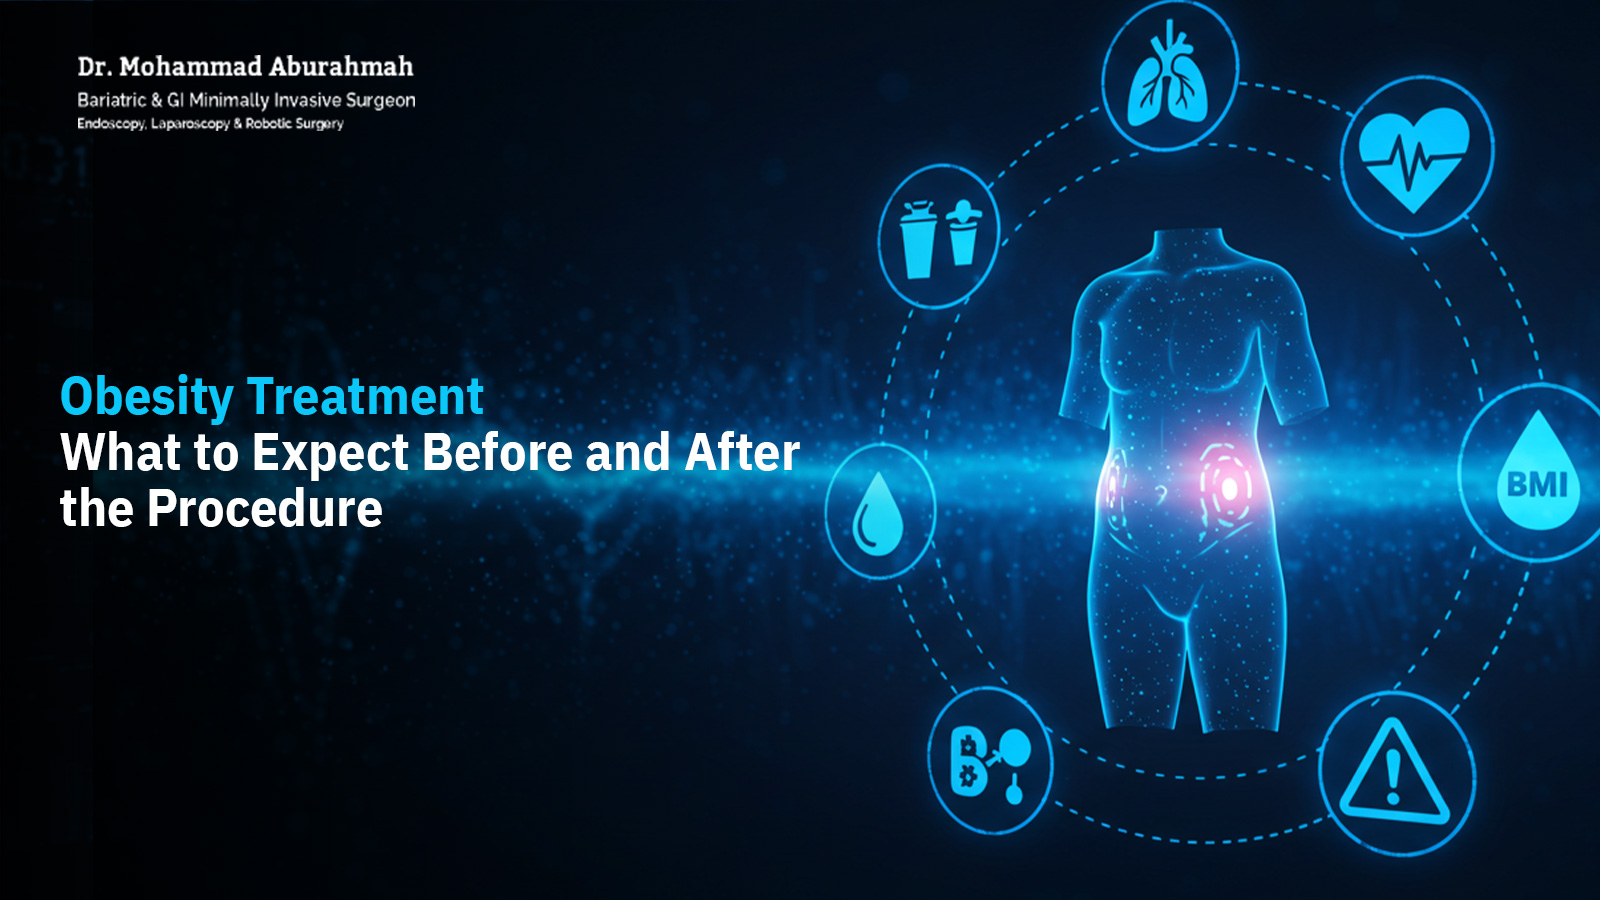 Dr. Mohammad Aburahmah
Bariatric & GI Minimally Invasive Surgeon
Endoscopy, Laparoscopy & Robotic Surgery
Obesity Treatment
What to Expect Before and After
the Procedure
BMI
B